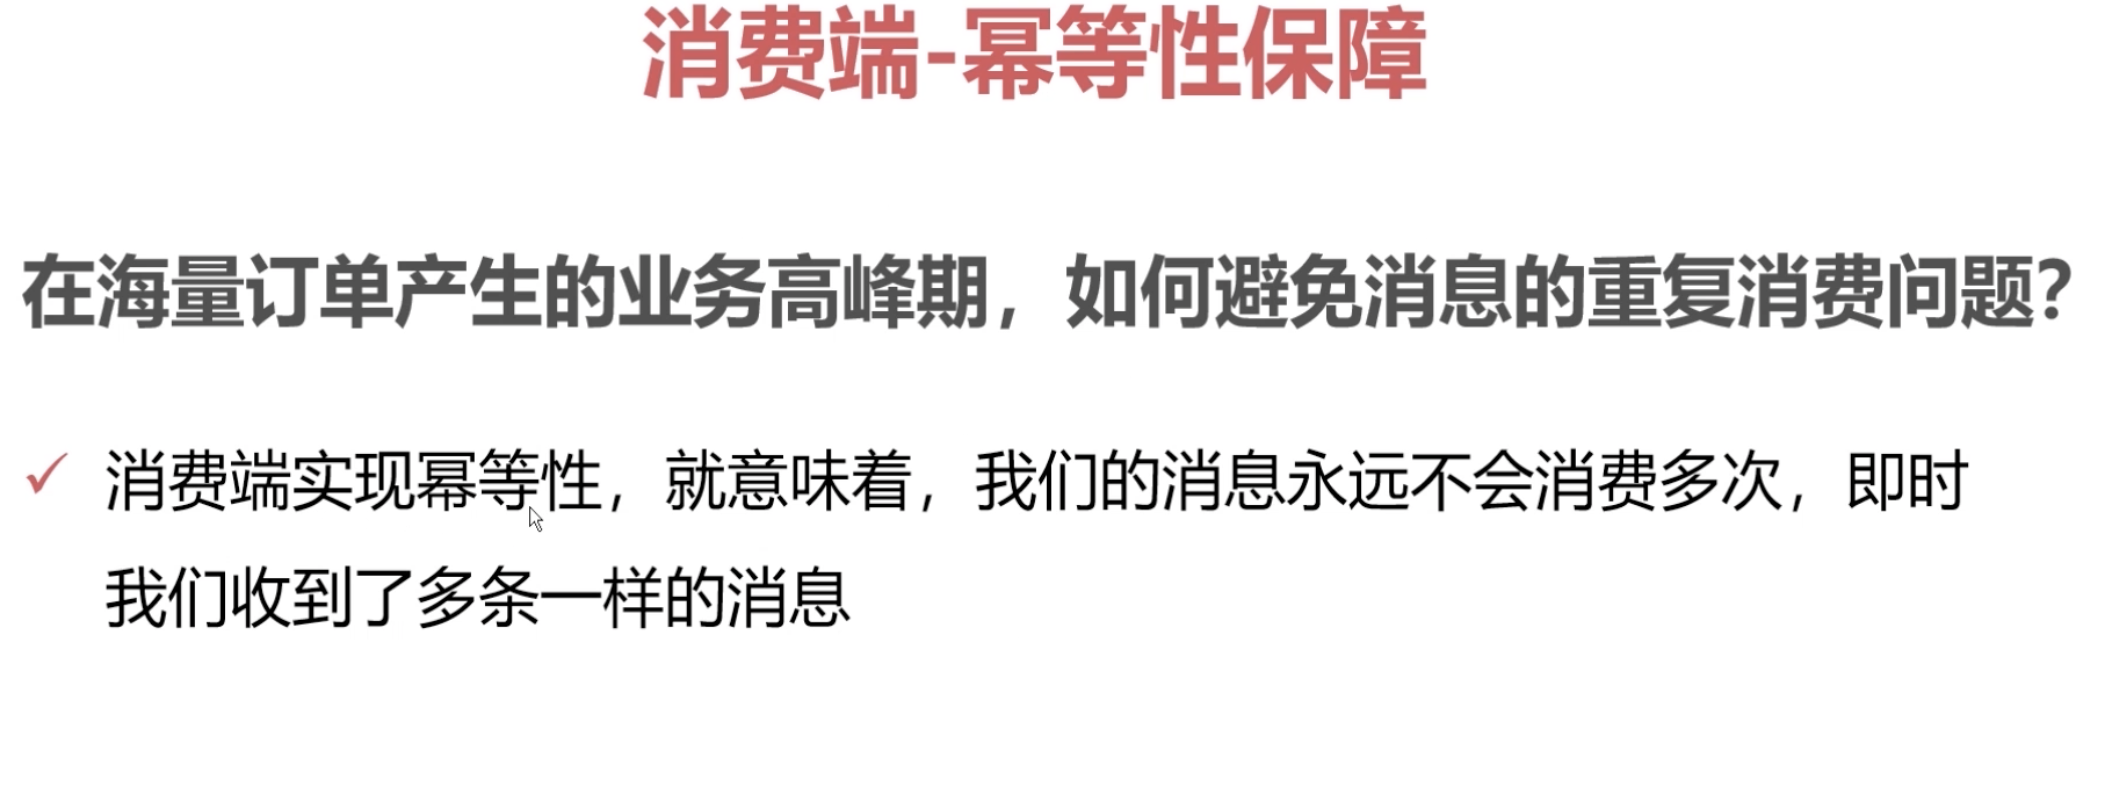 消费端-幂等性保障
在海量订单产生的业务高峰期，如何避免消息的重复消费问题？
✓ 消费端实现幂等性，就意味着，我们的消息永远不会消费多次，即时
我们收到了多条一样的消息